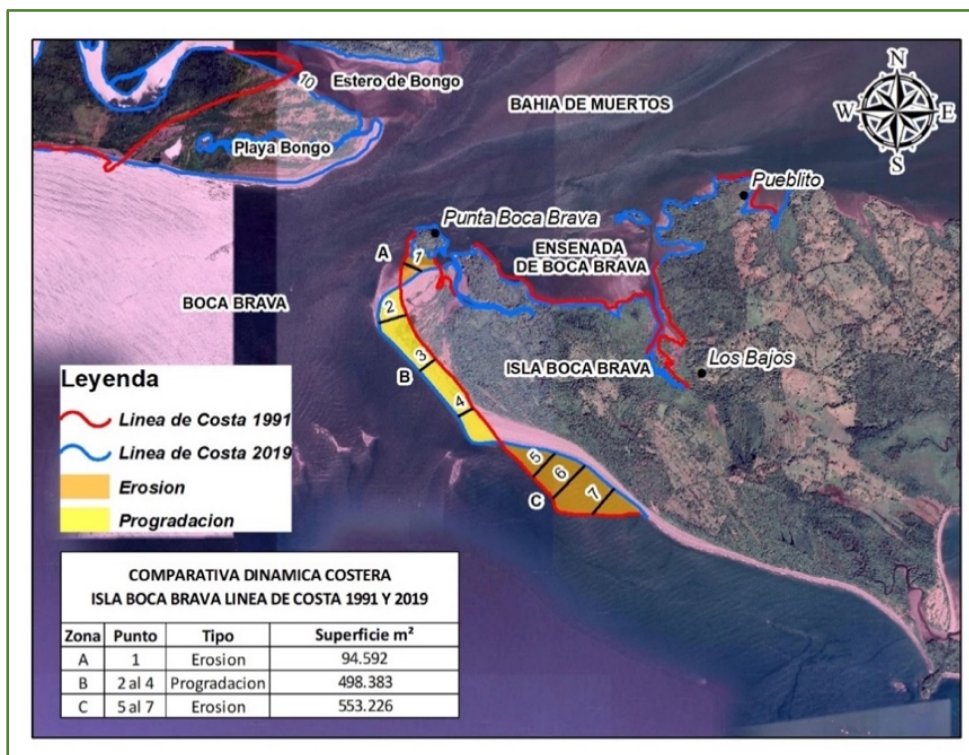 N
W E
S
10
Estero de Bongo
BAHIA DE MUERTOS
Playa Bongo
Pueblito
Punta Boca Brava
A
1
ENSENADA
DE BOCA BRAVA
BOCA BRAVA
2
3
B
ISLA BOCA BRAVA
Los Bajos
4
5
6
7
C
Leyenda
Linea de Costa 1991
Linea de Costa 2019
Erosion
Progradacion
COMPARATIVA DINAMICA COSTERA
ISLA BOCA BRAVA LINEA DE COSTA 1991 Y 2019
Zona Punto Tipo Superficie m²
A 1 Erosion 94.592
B 2 al 4 Progradacion 498.383
C 5 al 7 Erosion 553.226